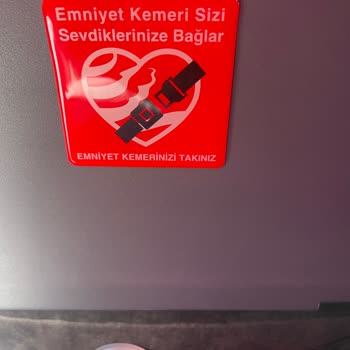 Emniyet Kemeri Sizi
Sevdiklerinize Bağlar
EMNİYET KEMERİNİZİ TAKINIZ